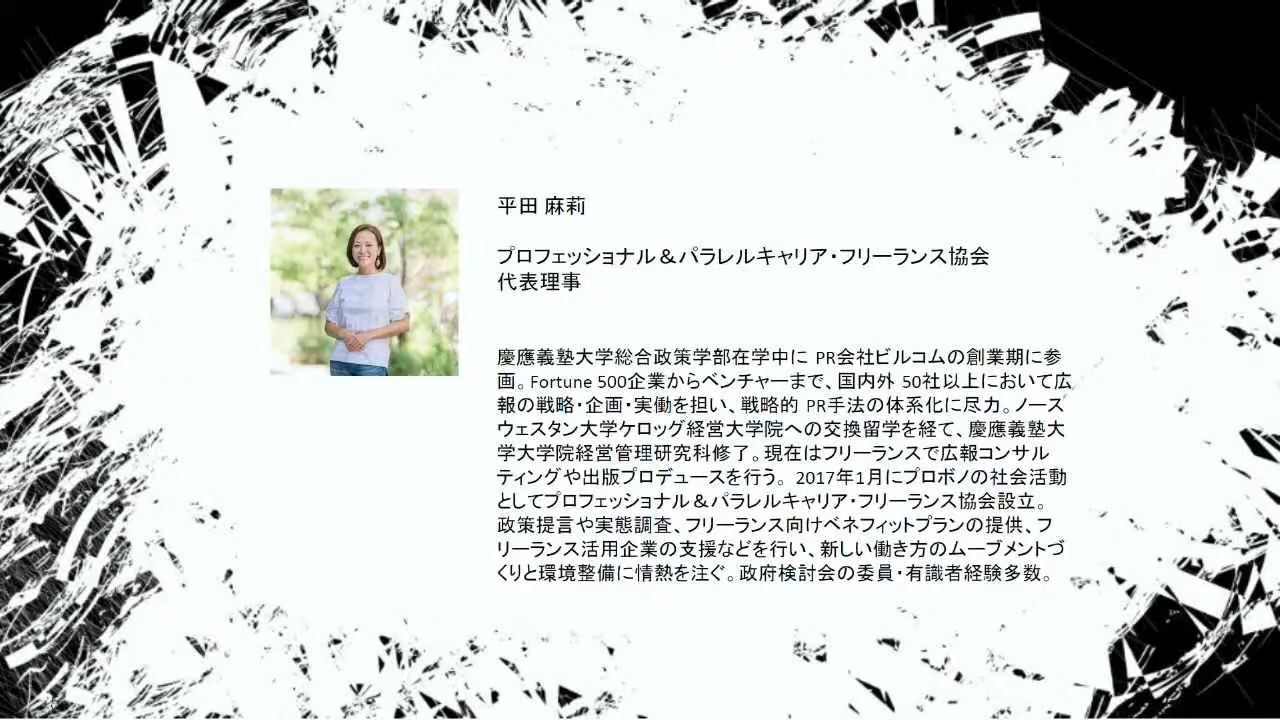 平田 麻莉
プロフェッショナル＆パラレルキャリア・フリーランス協会
代表理事
慶應義塾大学総合政策学部在学中に PR会社ビルコムの創業期に参
画。Fortune 500企業からベンチャーまで、国内外 50社以上において広
報の戦略・企画・実働を担い、戦略的 PR手法の体系化に尽力。ノース
ウェスタン大学ケロッグ経営大学院への交換留学を経て、慶應義塾大
学大学院経営管理研究科修了。現在はフリーランスで広報コンサル
ティングや出版プロデュースを行う。 2017年1月にプロボノの社会活動
としてプロフェッショナル＆パラレルキャリア・フリーランス協会設立。
政策提言や実態調査、フリーランス向けベネフィットプランの提供、フ
リーランス活用企業の支援などを行い、新しい働き方のムーブメントづ
くりと環境整備に情熱を注ぐ。政府検討会の委員・有識者経験多数。